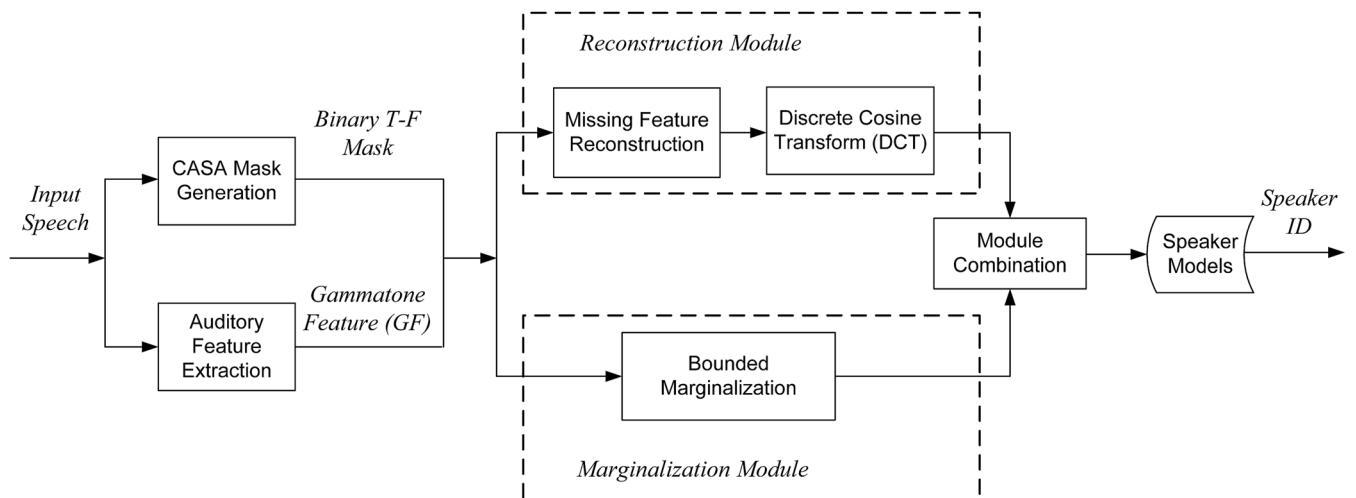 Reconstruction Module
Missing Feature
Reconstruction
Discrete Cosine
Transform (DCT)
Binary T-F
Mask
CASA Mask
Generation
Input
Speech
Gammatone
Feature (GF)
Auditory
Feature
Extraction
Module
Combination
Speaker
Models
Speaker
ID
Bounded
Marginalization
Marginalization Module